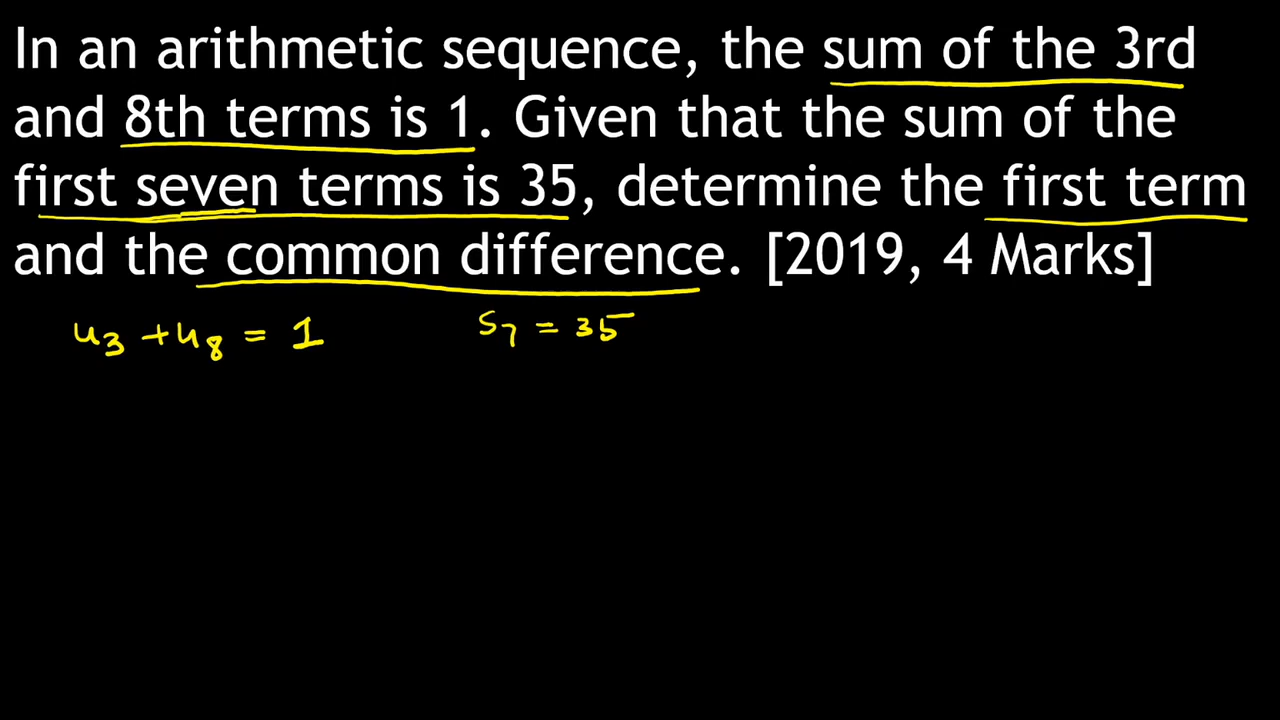 In an arithmetic sequence, the sum of the 3rd
and 8th terms is 1. Given that the sum of the
first seven terms is 35, determine the first term
and the common difference. [2019, 4 Marks]
u₃ + u₈ = 1 S₇ = 35